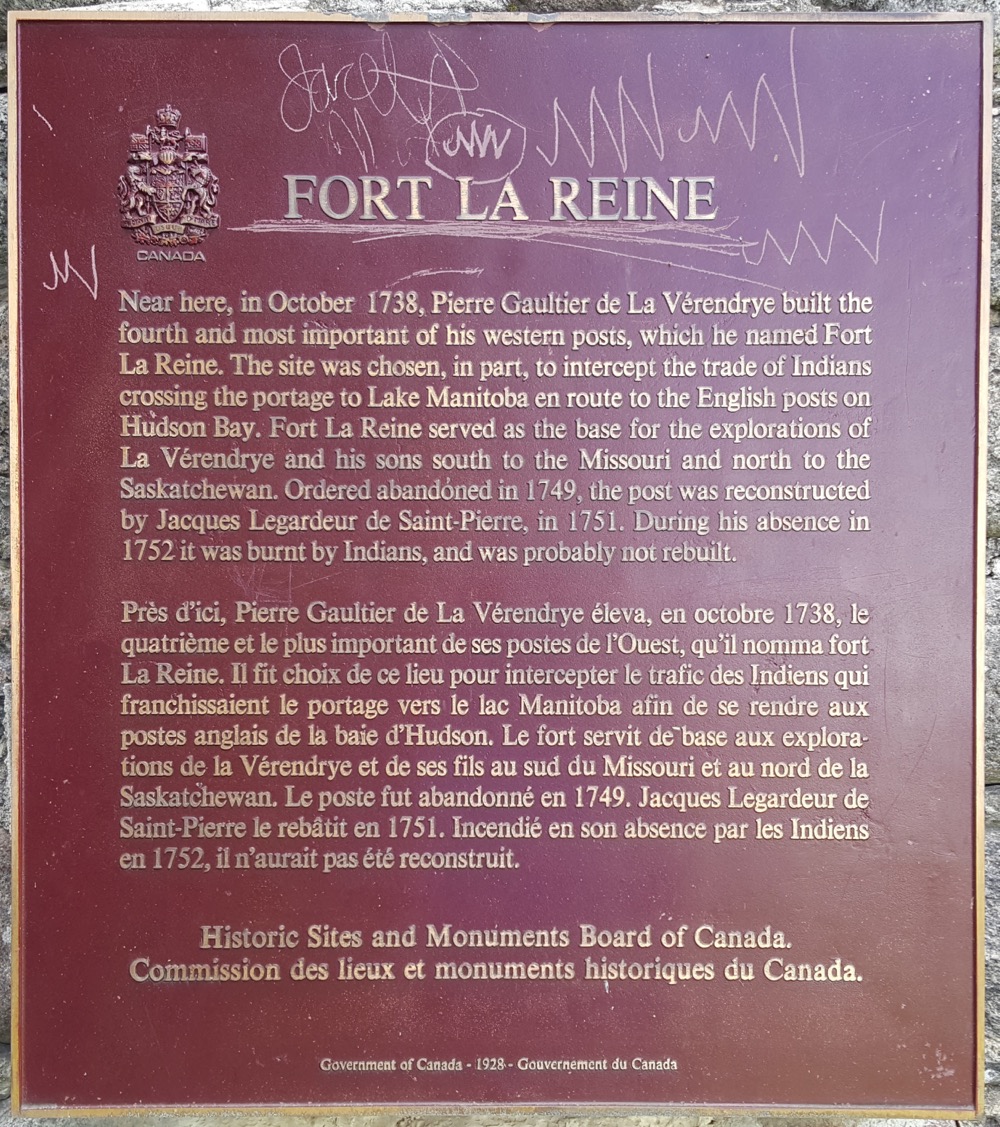 CANADA
FORT LA REINE
Near here, in October 1738, Pierre Gaultier de La Vérendrye built the
fourth and most important of his western posts, which he named Fort
La Reine. The site was chosen, in part, to intercept the trade of Indians
crossing the portage to Lake Manitoba en route to the English posts on
Hudson Bay. Fort La Reine served as the base for the explorations of
La Vérendrye and his sons south to the Missouri and north to the
Saskatchewan. Ordered abandoned in 1749, the post was reconstructed
by Jacques Legardeur de Saint-Pierre, in 1751. During his absence in
1752 it was burnt by Indians, and was probably not rebuilt.
Près d'ici, Pierre Gaultier de La Vérendrye éleva, en octobre 1738, le
quatrième et le plus important de ses postes de l'Ouest, qu'il nomma fort
La Reine. Il fit choix de ce lieu pour intercepter le trafic des Indiens qui
franchissaient le portage vers le lac Manitoba afin de se rendre aux
postes anglais de la baie d'Hudson. Le fort servit de base aux explora-
tions de la Vérendrye et de ses fils au sud du Missouri et au nord de la
Saskatchewan. Le poste fut abandonné en 1749. Jacques Legardeur de
Saint-Pierre le rebâtit en 1751. Incendié en son absence par les Indiens
en 1752, il n'aurait pas été reconstruit.
Historic Sites and Monuments Board of Canada.
Commission des lieux et monuments historiques du Canada.
Government of Canada - 1928 - Gouvernement du Canada